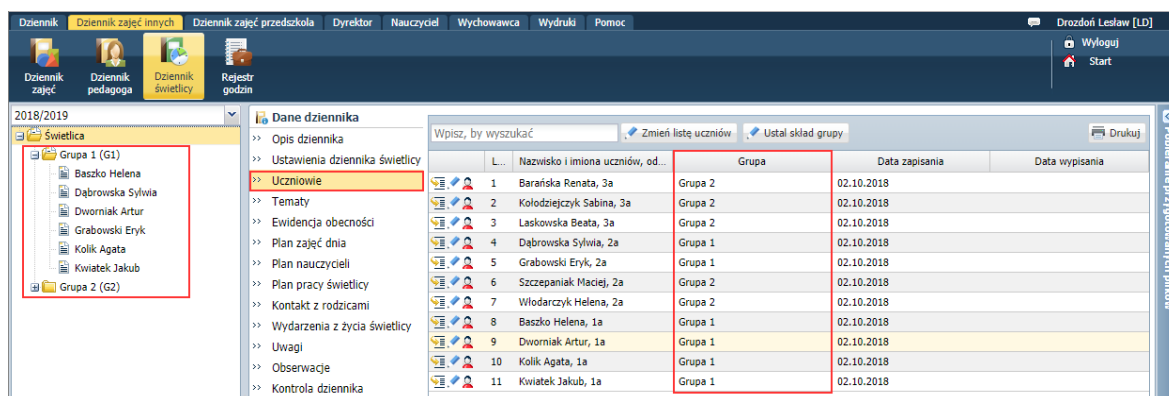 Dziennik Dziennik zajęć innych Dziennik zajęć przedszkola Dyrektor Nauczyciel Wychowawca Wydruki Pomoc Drozdoń Lesław [LD]
Wyloguj
Start
Dziennik zajęć
Dziennik pedagoga
Dziennik świetlicy
Rejestr godzin
2018/2019
Świetlica
Grupa 1 (G1)
Baszko Helena
Dąbrowska Sylwia
Dworniak Artur
Grabowski Eryk
Kolik Agata
Kwiatek Jakub
Grupa 2 (G2)
Dane dziennika
Opis dziennika
Ustawienia dziennika świetlicy
Uczniowie
Tematy
Ewidencja obecności
Plan zajęć dnia
Plan nauczycieli
Plan pracy świetlicy
Kontakt z rodzicami
Wydarzenia z życia świetlicy
Uwagi
Obserwacje
Kontrola dziennika
Wpisz, by wyszukać Zmień listę uczniów Ustal skład grupy Drukuj
L... Nazwisko i imiona uczniów, od... Grupa Data zapisania Data wypisania
1 Barańska Renata, 3a Grupa 2 02.10.2018
2 Kołodziejczyk Sabina, 3a Grupa 2 02.10.2018
3 Laskowska Beata, 3a Grupa 2 02.10.2018
4 Dąbrowska Sylwia, 2a Grupa 1 02.10.2018
5 Grabowski Eryk, 2a Grupa 1 02.10.2018
6 Szczepaniak Maciej, 2a Grupa 2 02.10.2018
7 Włodarczyk Helena, 2a Grupa 2 02.10.2018
8 Baszko Helena, 1a Grupa 1 02.10.2018
9 Dworniak Artur, 1a Grupa 1 02.10.2018
10 Kolik Agata, 1a Grupa 1 02.10.2018
11 Kwiatek Jakub, 1a Grupa 1 02.10.2018